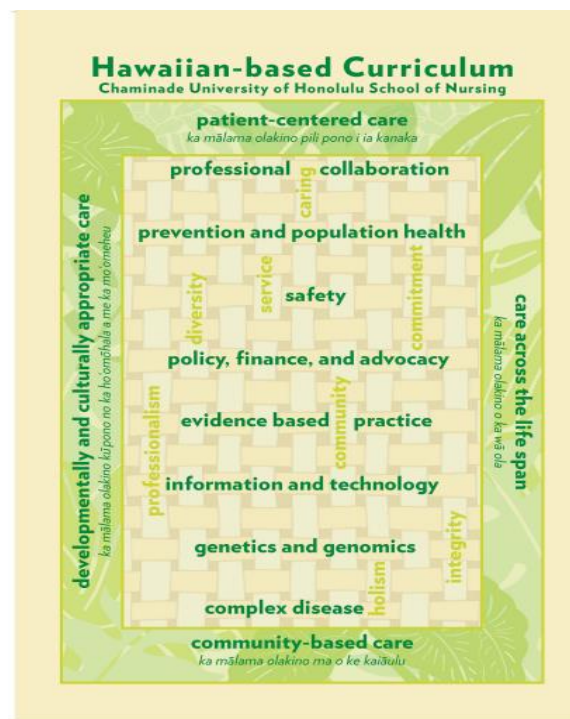 Hawaiian-based Curriculum
Chaminade University of Honolulu School of Nursing
patient-centered care
ka mālama olakino pili pono i ia kanaka
professional collaboration
caring
prevention and population health
diversity
service
safety
commitment
policy, finance, and advocacy
professionalism
evidence based practice
community
information and technology
genetics and genomics
integrity
complex disease
holism
developmentally and culturally appropriate care
ka mālama olakino kūpono no ka ho'omōhala a me ka mo'omeheu
care across the life span
ka mālama olakino o ka wā ola
community-based care
ka mālama olakino ma o ke kaiāulu